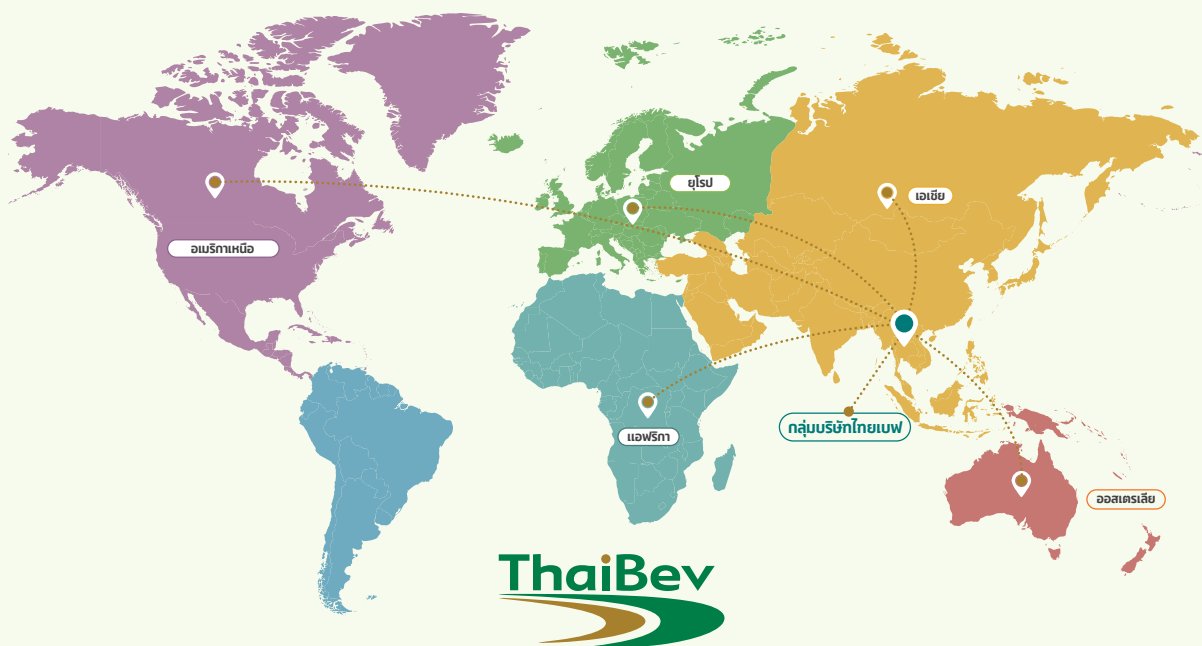 ยุโรป
เอเชีย
อเมริกาเหนือ
แอฟริกา
กลุ่มบริษัทไทยเบฟ
ออสเตรเลีย
ThaiBev